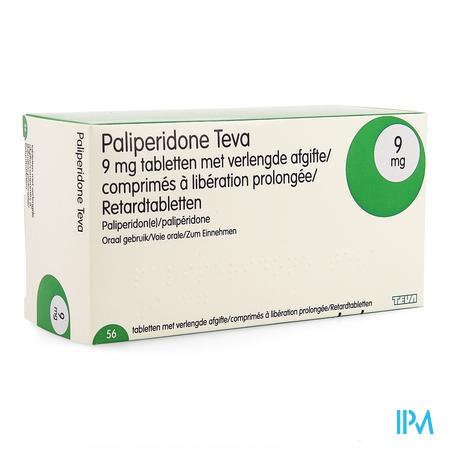 Paliperidone Teva
9 mg tabletten met verlengde afgifte/
comprimés à libération prolongée/
Retardtabletten
Paliperidon(e)/palipéridone
Oraal gebruik/Voie orale/Zum Einnehmen
9
mg
56 tabletten met verlengde afgifte/comprimés à libération prolongée/Retardtabletten
TEVA
Paliperidone Teva
9
mg
IPM